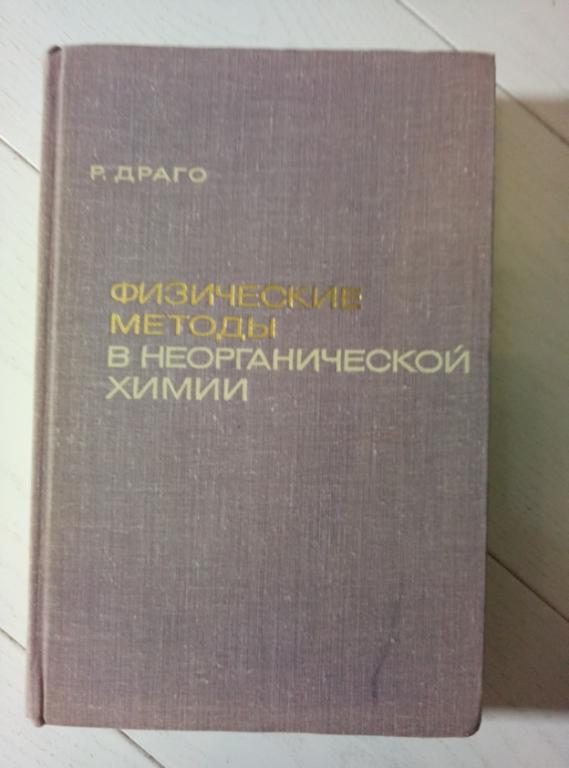 Р. ДРАГО
ФИЗИЧЕСКИЕ
МЕТОДЫ
В НЕОРГАНИЧЕСКОЙ
ХИМИИ